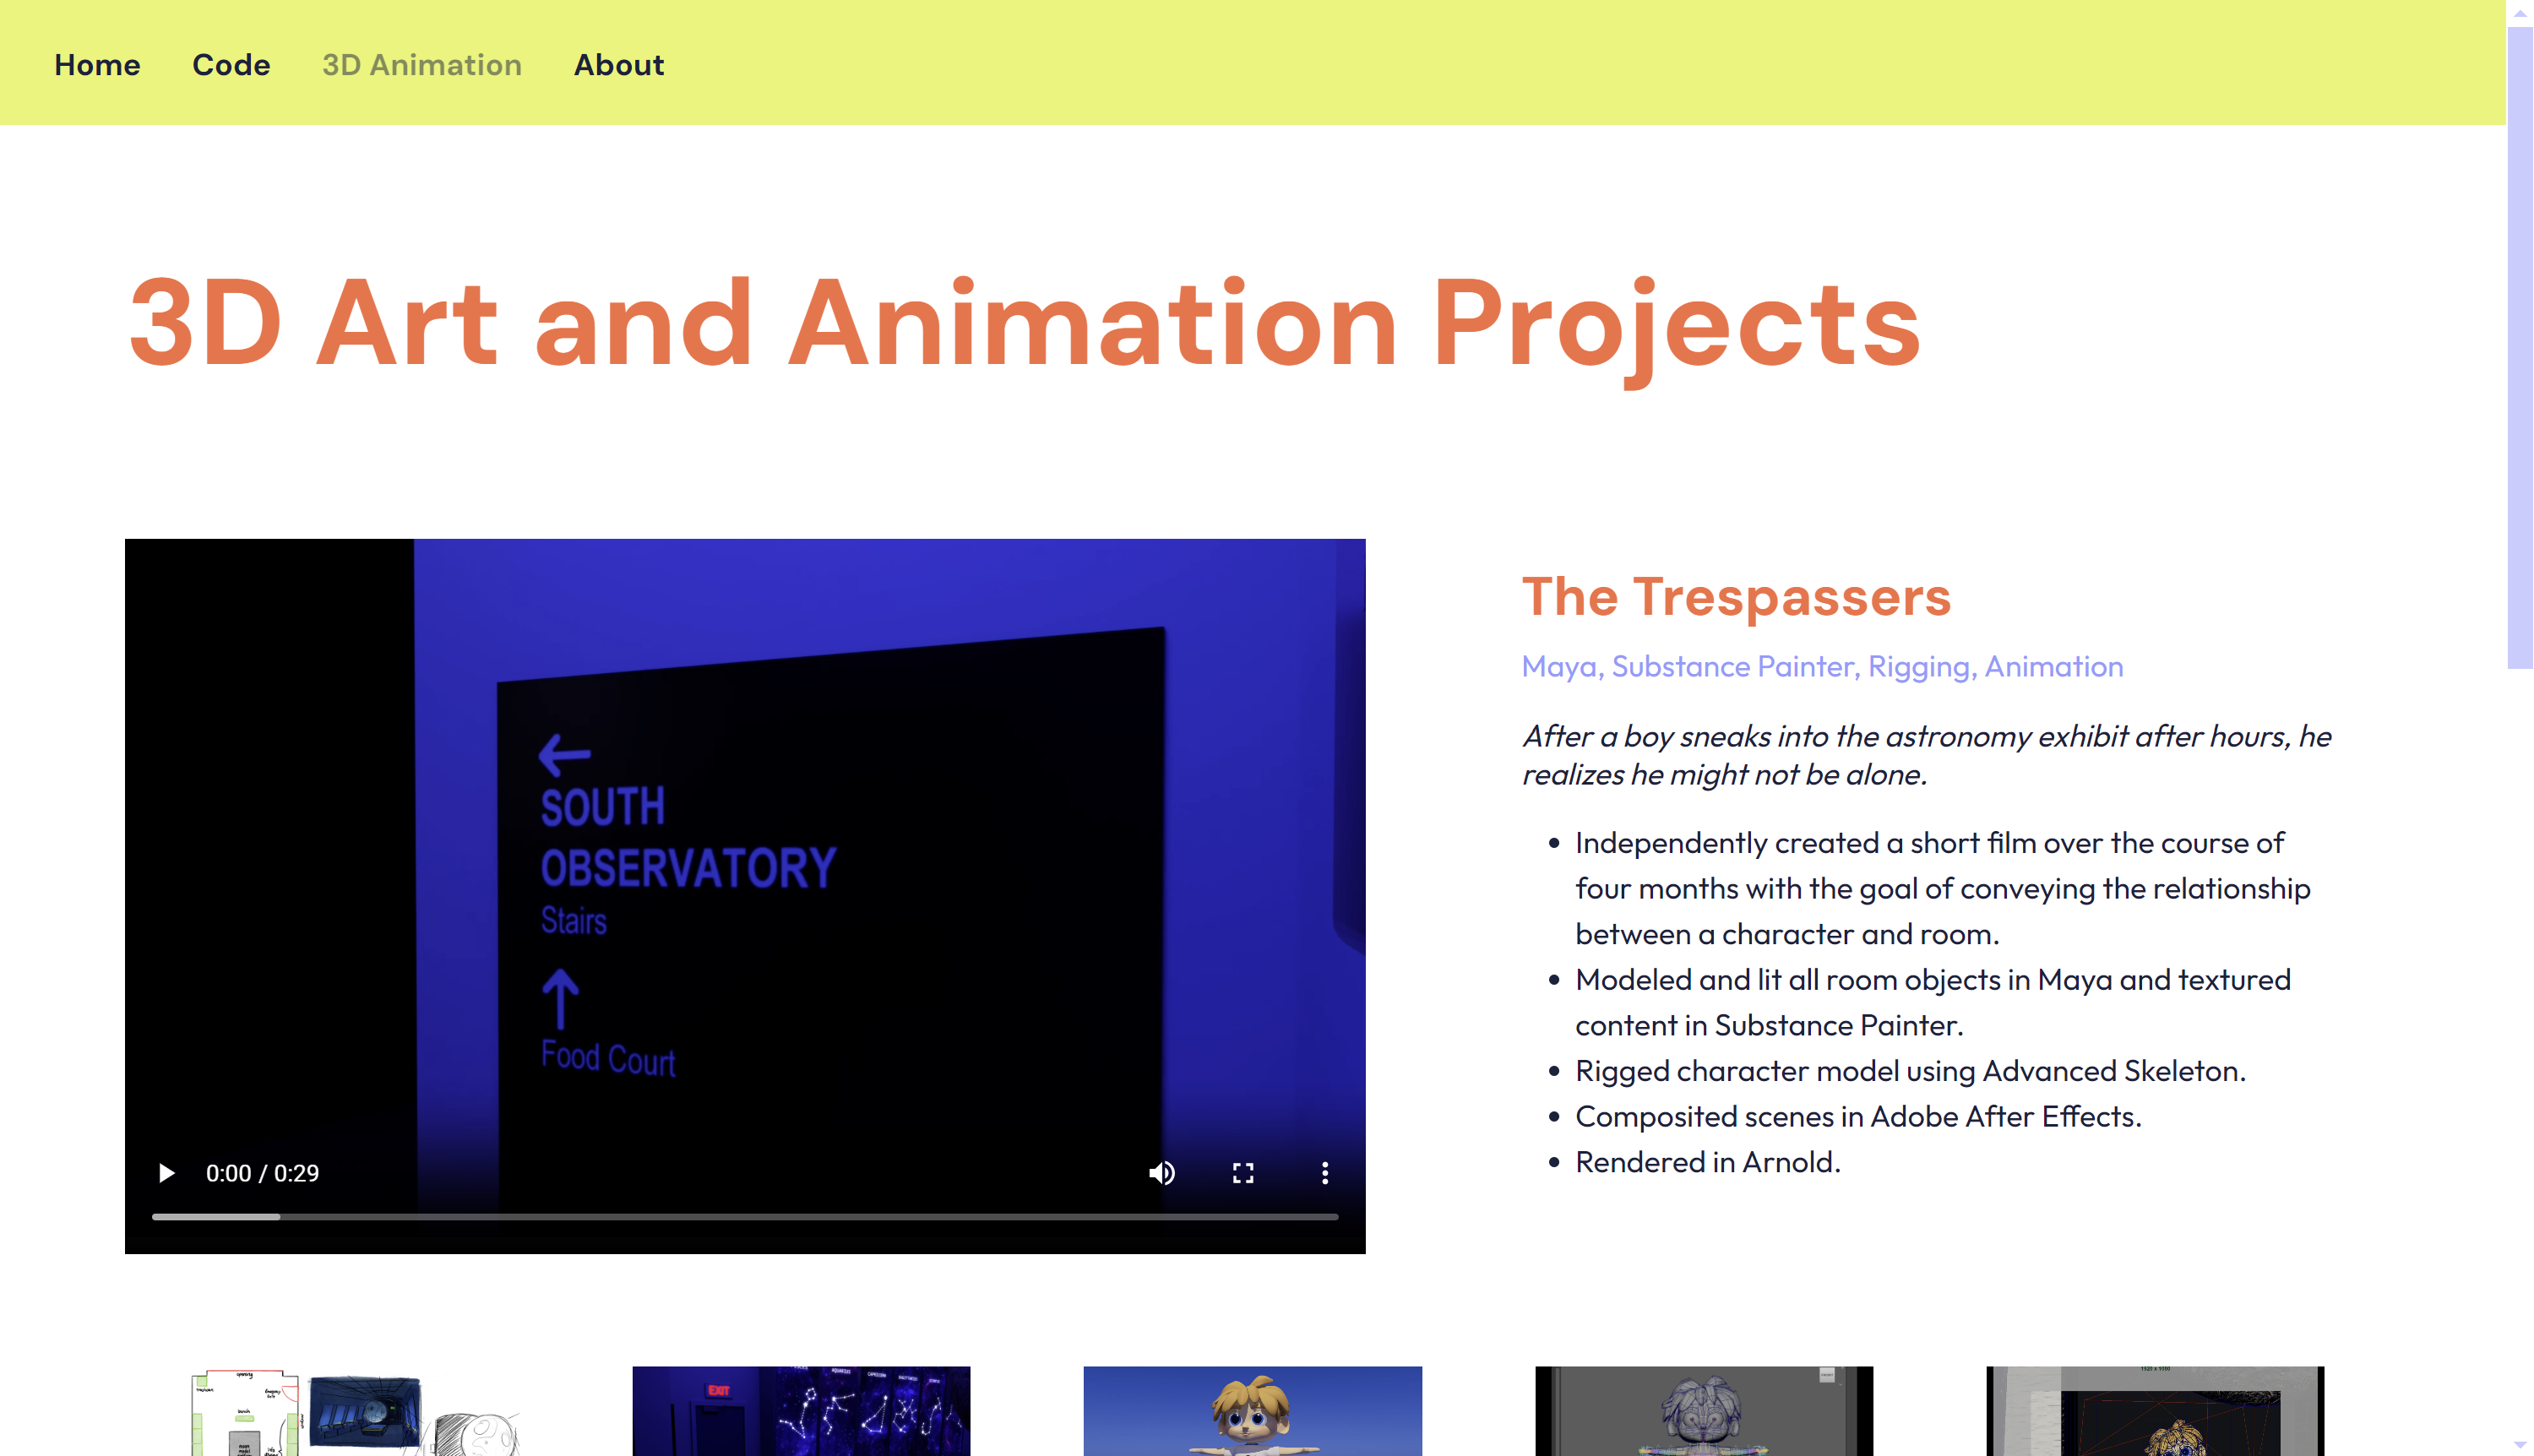 Home Code 3D Animation About
3D Art and Animation Projects
SOUTH
OBSERVATORY
Stairs
Food Court
0:00 / 0:29
The Trespassers
Maya, Substance Painter, Rigging, Animation
After a boy sneaks into the astronomy exhibit after hours, he
realizes he might not be alone.
Independently created a short film over the course of
four months with the goal of conveying the relationship
between a character and room.
Modeled and lit all room objects in Maya and textured
content in Substance Painter.
Rigged character model using Advanced Skeleton.
Composited scenes in Adobe After Effects.
Rendered in Arnold.
EXIT